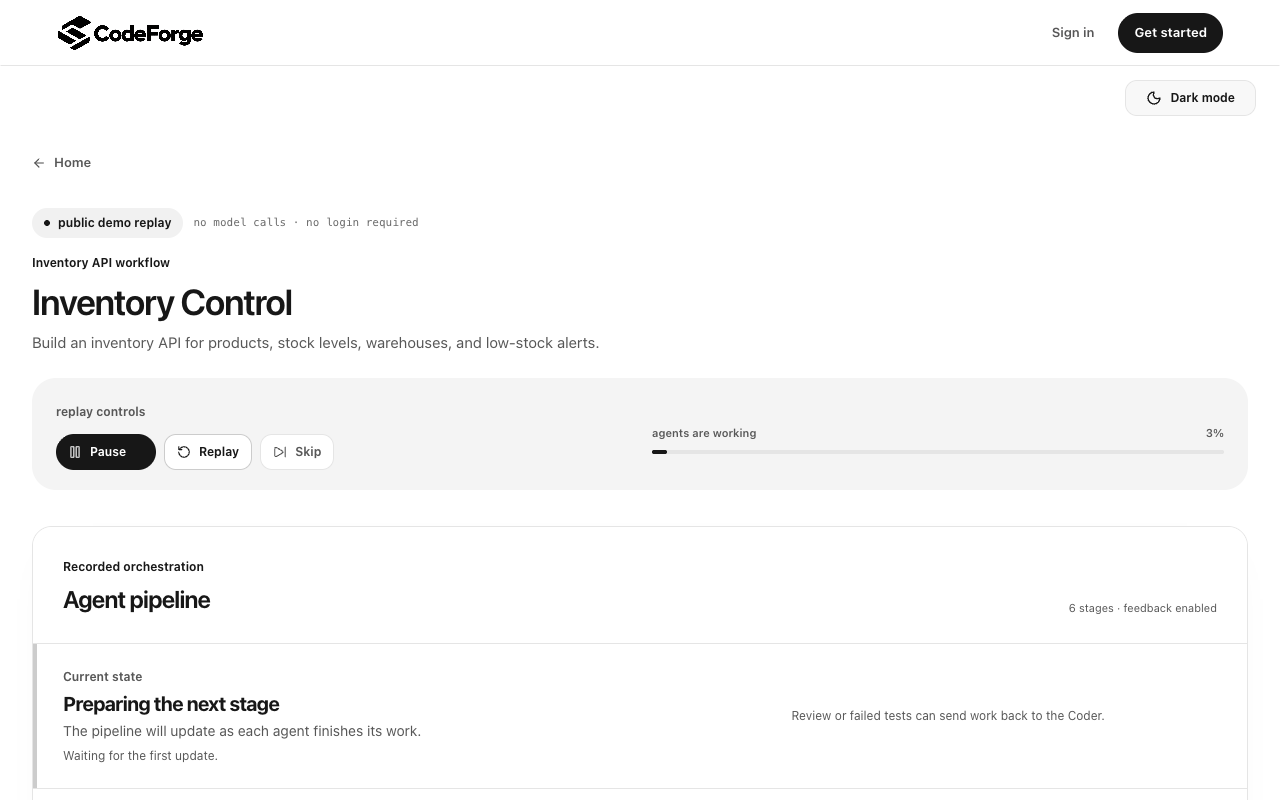 CodeForge
Sign in
Get started
Dark mode
Home
public demo replay
no model calls · no login required
Inventory API workflow
Inventory Control
Build an inventory API for products, stock levels, warehouses, and low-stock alerts.
replay controls
Pause
Replay
Skip
agents are working
3%
Recorded orchestration
Agent pipeline
6 stages · feedback enabled
Current state
Preparing the next stage
The pipeline will update as each agent finishes its work.
Waiting for the first update.
Review or failed tests can send work back to the Coder.